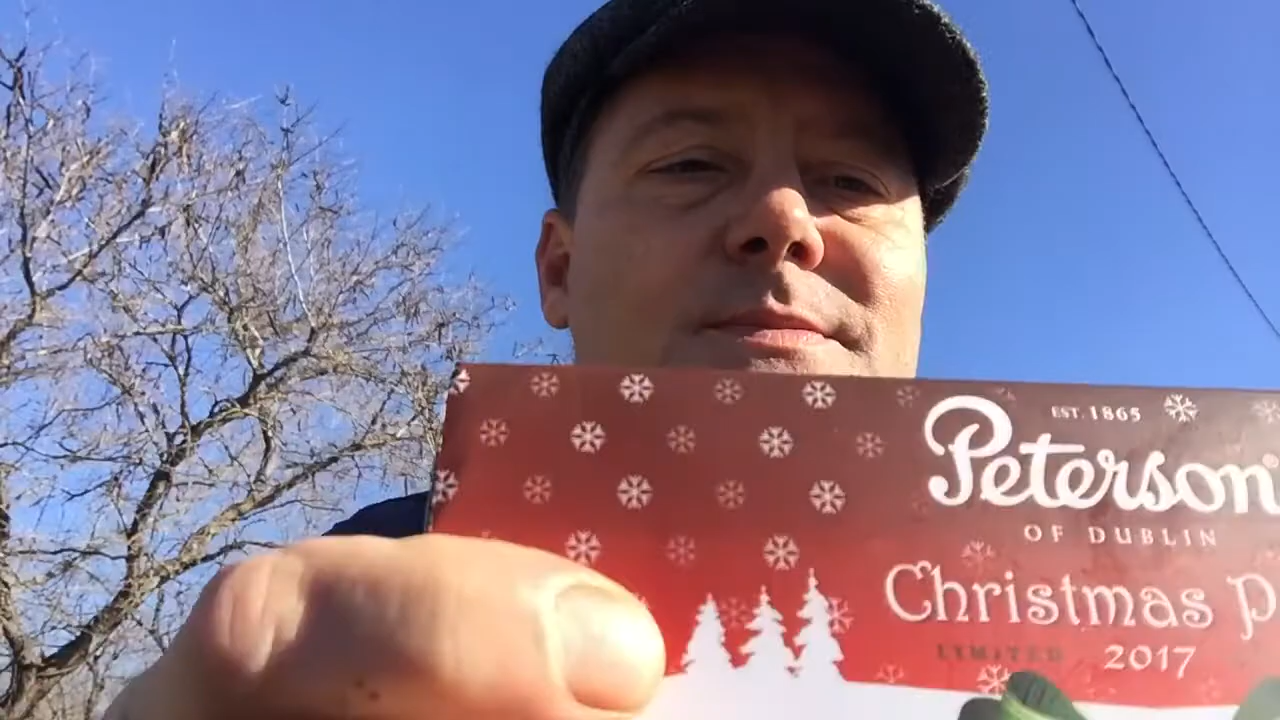 EST. 1865
Peterson
OF DUBLIN
Christmas P
LIMITED 2017